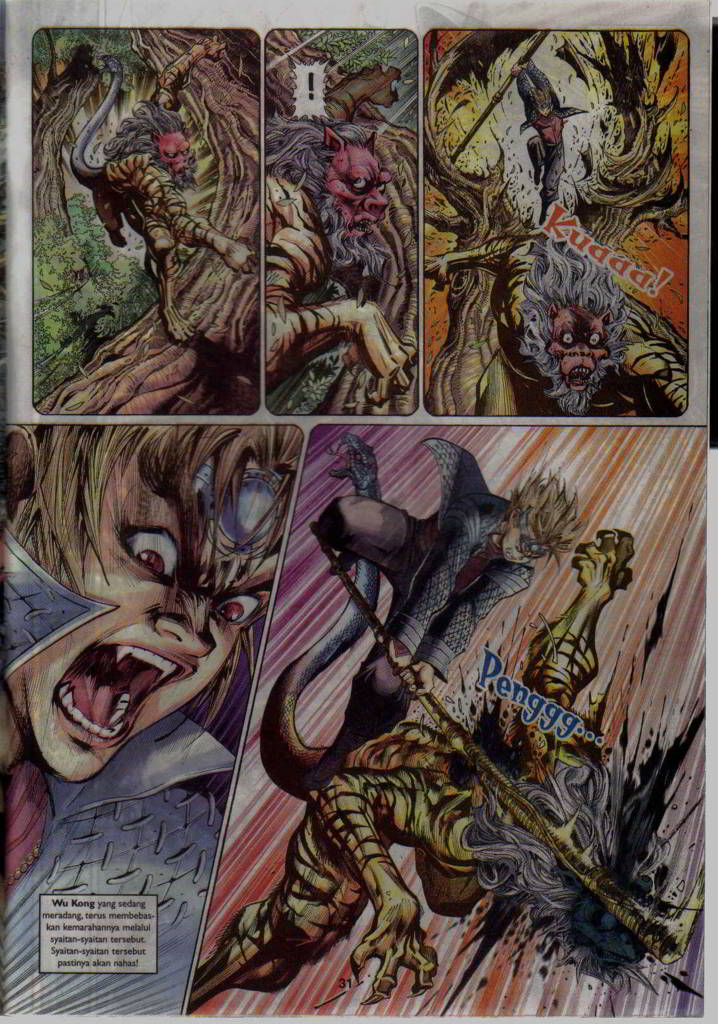 !
Kuaaa!
Penggg...
Wu Kong yang sedang
meradang, terus membebas-
kan kemarahannya melalui
syaitan-syaitan tersebut.
Syaitan-syaitan tersebut
pastinya akan nahas!
31